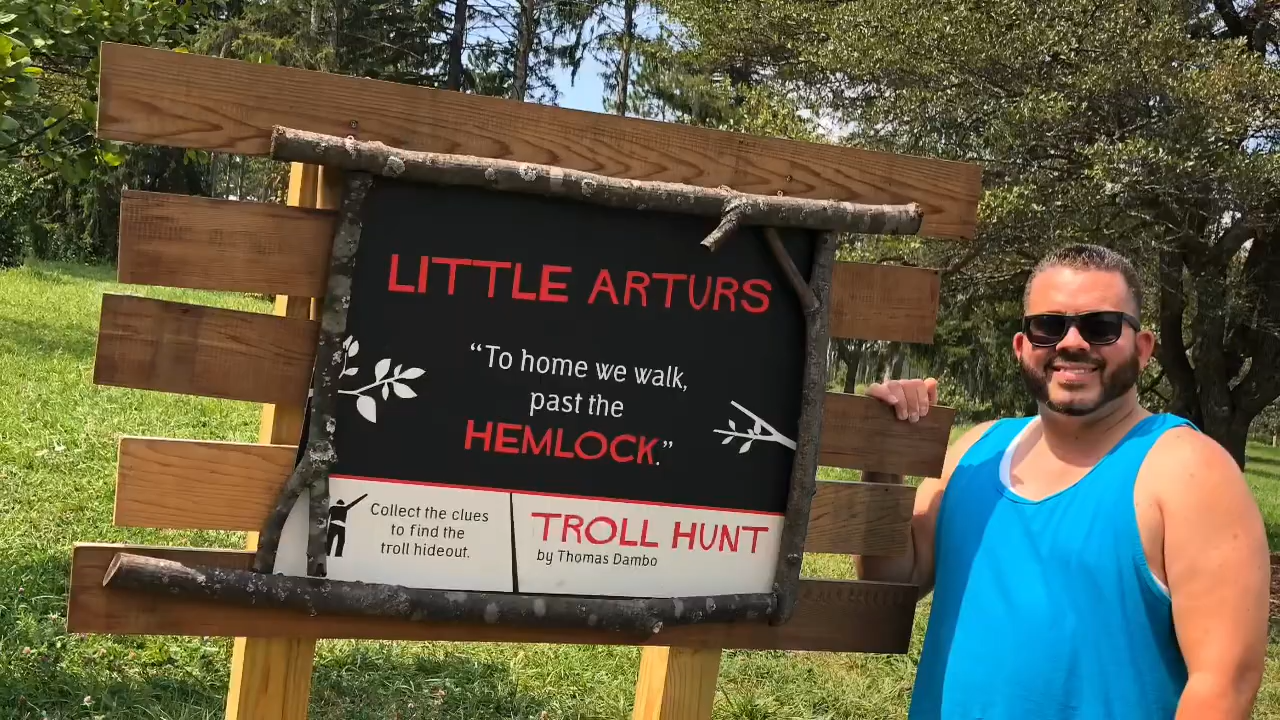 LITTLE ARTURS
“To home we walk,
past the
HEMLOCK.”
Collect the clues
to find the
troll hideout.
TROLL HUNT
by Thomas Dambo